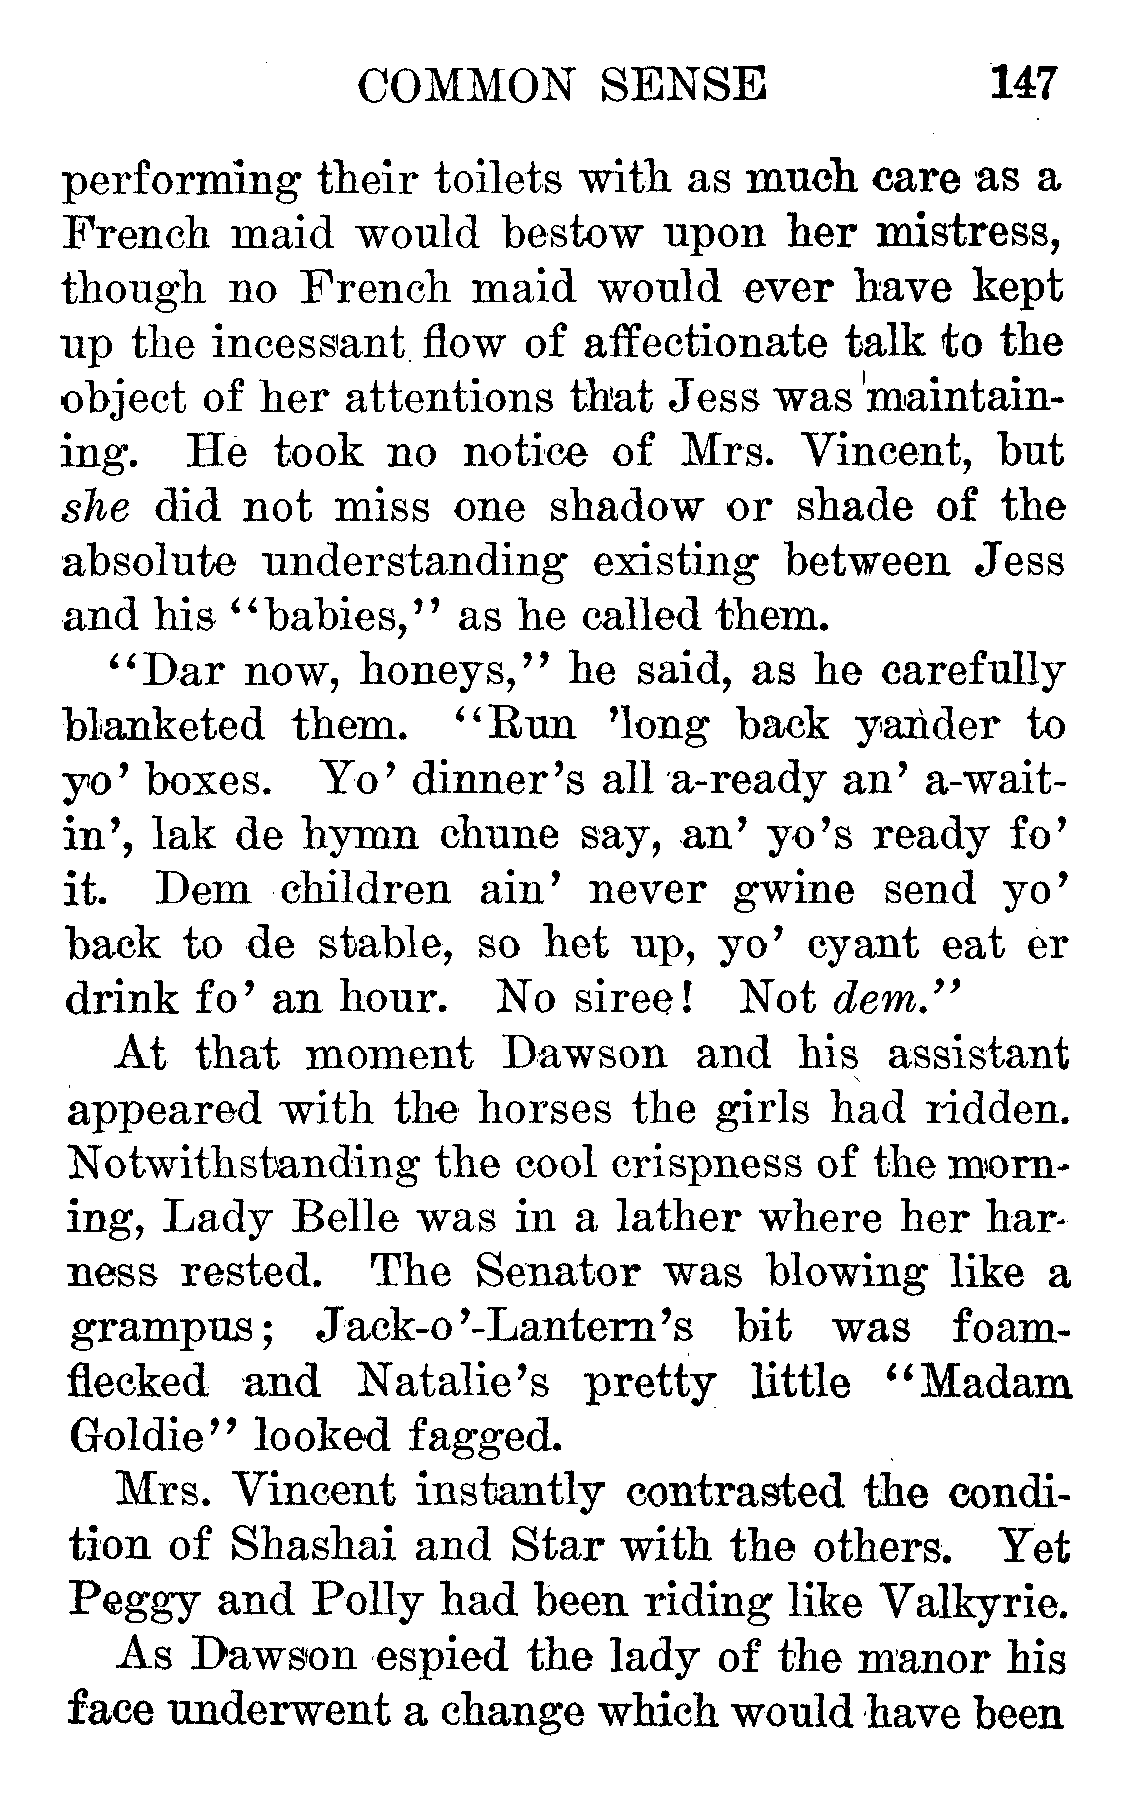 COMMON SENSE 147
performing their toilets with as much care as a
French maid would bestow upon her mistress,
though no French maid would ever have kept
up the incessant flow of affectionate talk to the
object of her attentions that Jess was maintain-
ing. He took no notice of Mrs. Vincent, but
she did not miss one shadow or shade of the
absolute understanding existing between Jess
and his “babies,” as he called them.
“Dar now, honeys,” he said, as he carefully
blanketed them. “Run ’long back yander to
yo’ boxes. Yo’ dinner’s all a-ready an’ a-wait-
in’, lak de hymn chune say, an’ yo’s ready fo’
it. Dem children ain’ never gwine send yo’
back to de stable, so het up, yo’ cyant eat er
drink fo’ an hour. No siree! Not dem.”
At that moment Dawson and his assistant
appeared with the horses the girls had ridden.
Notwithstanding the cool crispness of the morn-
ing, Lady Belle was in a lather where her har-
ness rested. The Senator was blowing like a
grampus; Jack-o’-Lantern’s bit was foam-
flecked and Natalie’s pretty little “Madam
Goldie” looked fagged.
Mrs. Vincent instantly contrasted the condi-
tion of Shashai and Star with the others. Yet
Peggy and Polly had been riding like Valkyrie.
As Dawson espied the lady of the manor his
face underwent a change which would have been